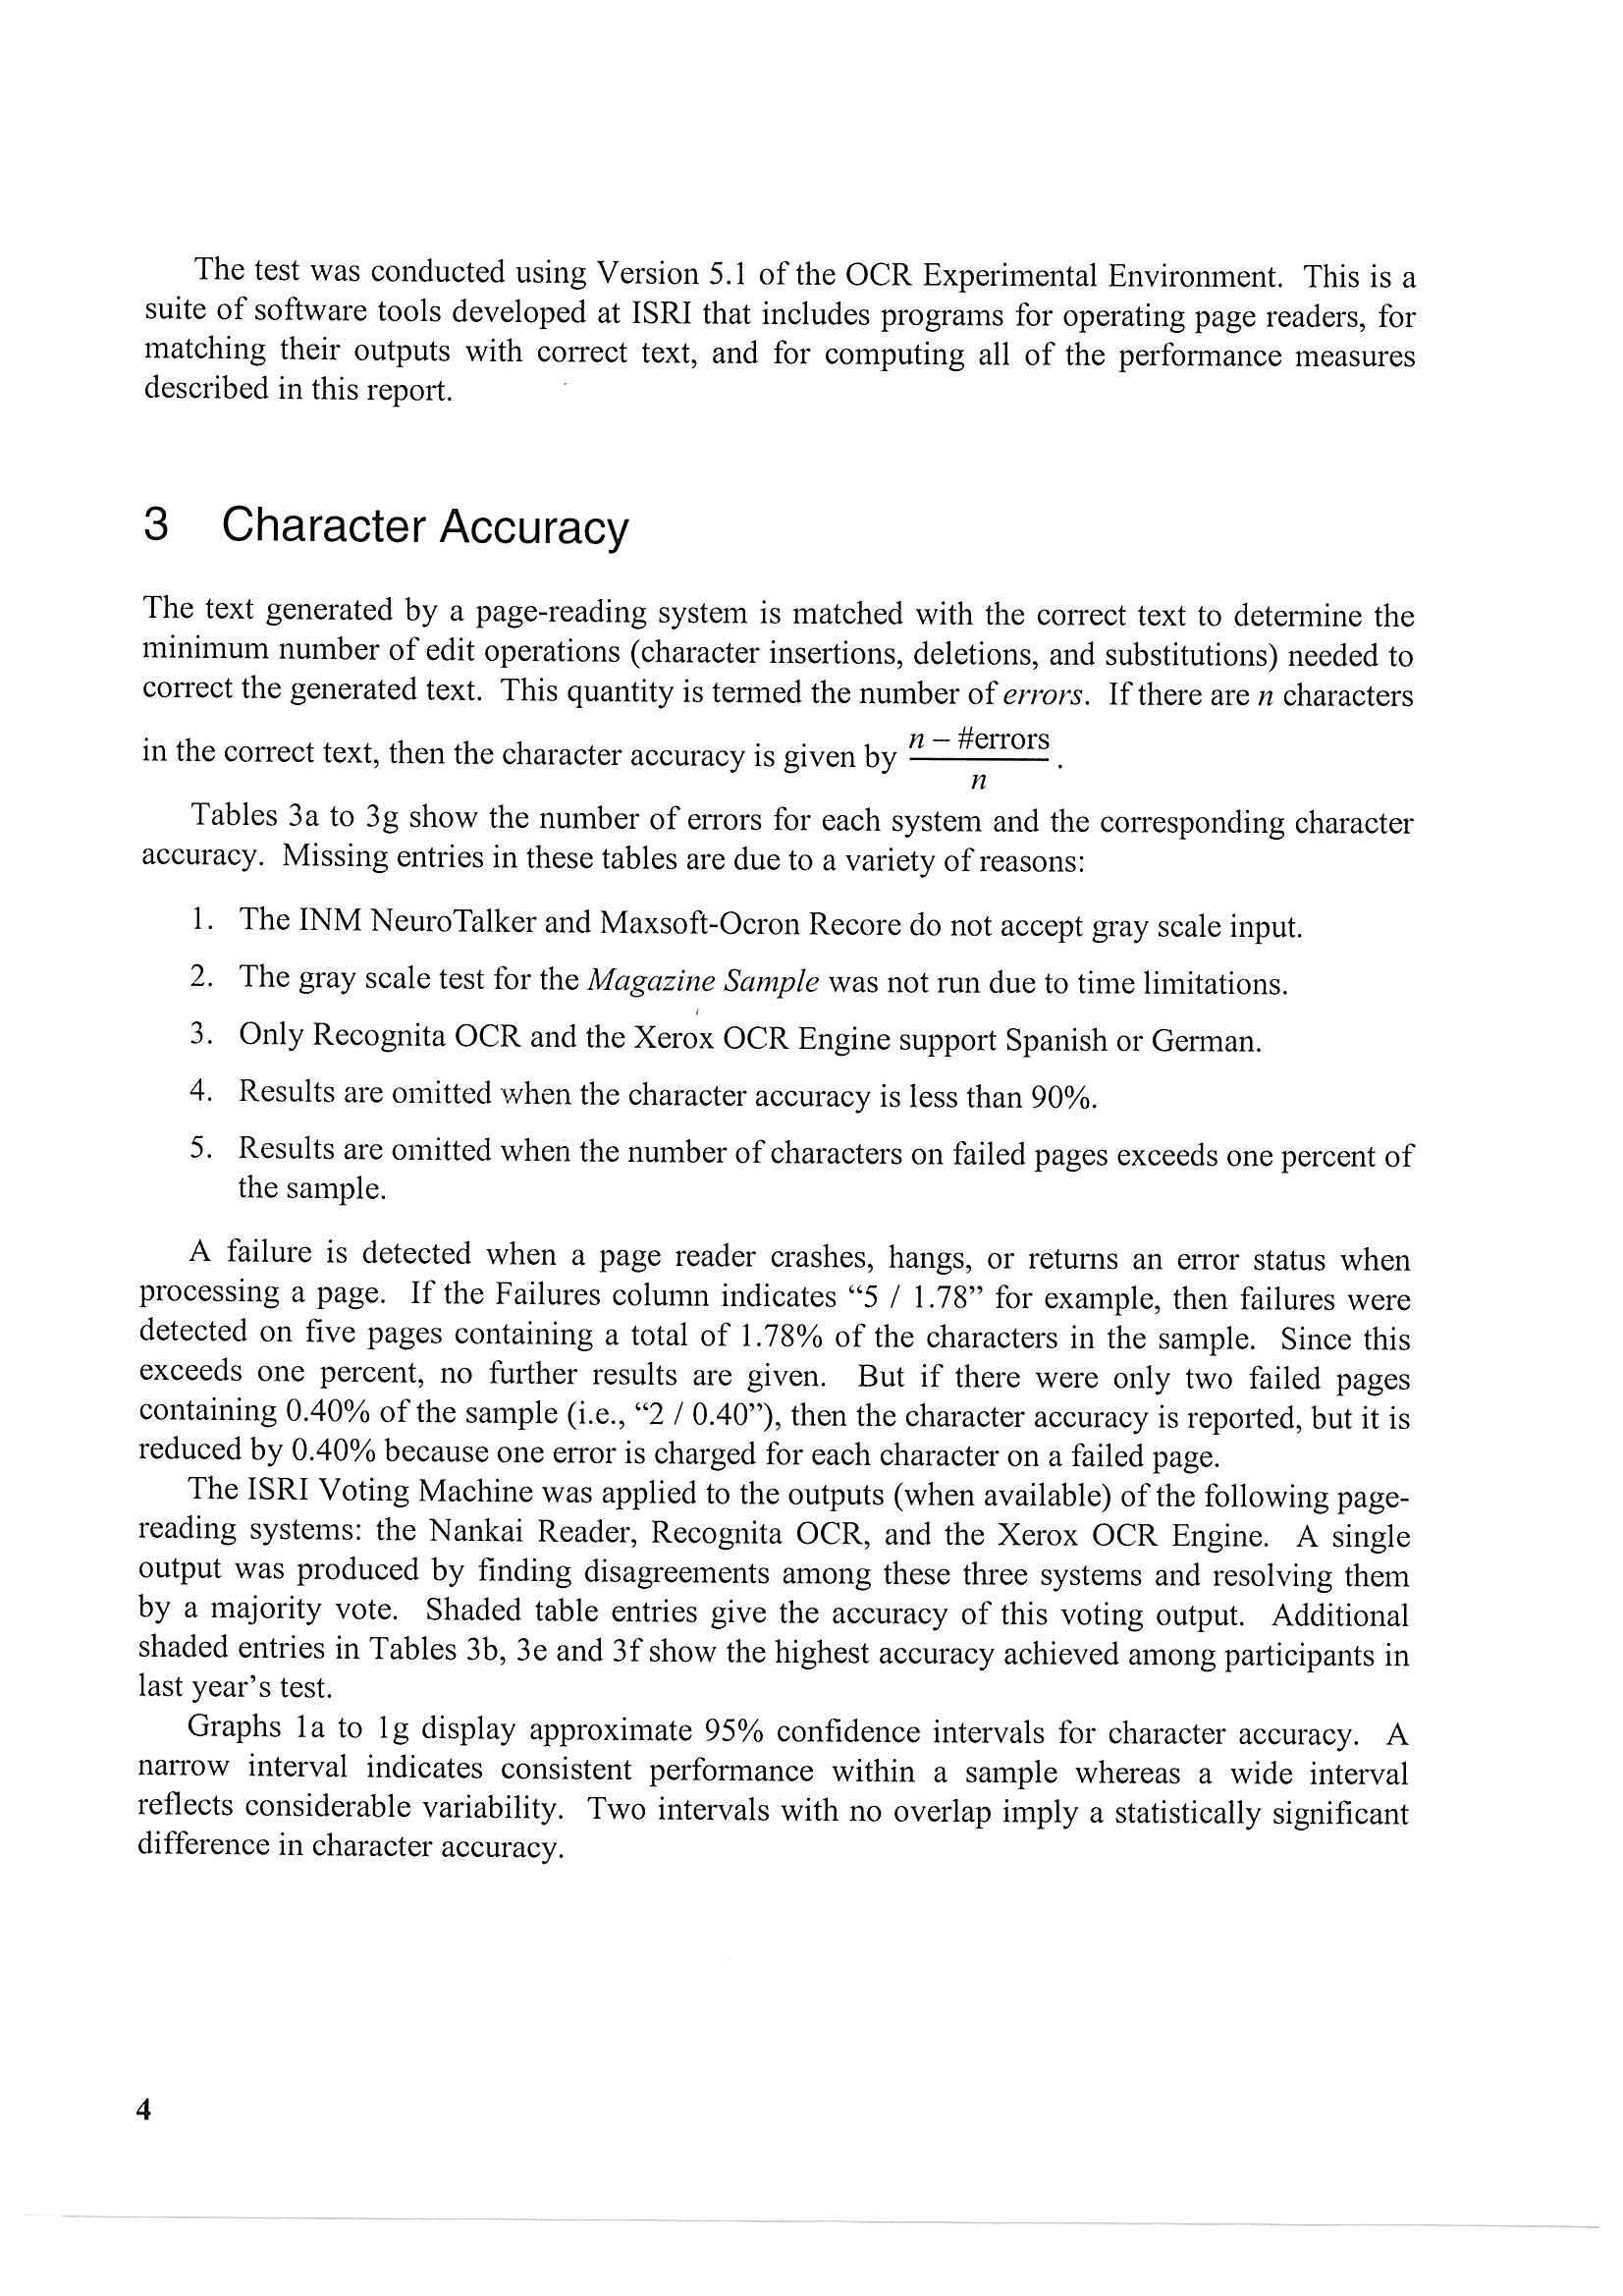 The test was conducted using Version 5.1 of the OCR Experimental Environment. This is a
suite of software tools developed at ISRI that includes programs for operating page readers, for
matching their outputs with correct text, and for computing all of the performance measures
described in this report.
3 Character Accuracy
The text generated by a page-reading system is matched with the correct text to determine the
minimum number of edit operations (character insertions, deletions, and substitutions) needed to
correct the generated text. This quantity is termed the number of errors. If there are n characters
in the correct text, then the character accuracy is given by n – #errors / n .
Tables 3a to 3g show the number of errors for each system and the corresponding character
accuracy. Missing entries in these tables are due to a variety of reasons:
1. The INM NeuroTalker and Maxsoft-Ocron Recore do not accept gray scale input.
2. The gray scale test for the Magazine Sample was not run due to time limitations.
3. Only Recognita OCR and the Xerox OCR Engine support Spanish or German.
4. Results are omitted when the character accuracy is less than 90%.
5. Results are omitted when the number of characters on failed pages exceeds one percent of
the sample.
A failure is detected when a page reader crashes, hangs, or returns an error status when
processing a page. If the Failures column indicates “5 / 1.78” for example, then failures were
detected on five pages containing a total of 1.78% of the characters in the sample. Since this
exceeds one percent, no further results are given. But if there were only two failed pages
containing 0.40% of the sample (i.e., “2 / 0.40”), then the character accuracy is reported, but it is
reduced by 0.40% because one error is charged for each character on a failed page.
The ISRI Voting Machine was applied to the outputs (when available) of the following page-
reading systems: the Nankai Reader, Recognita OCR, and the Xerox OCR Engine. A single
output was produced by finding disagreements among these three systems and resolving them
by a majority vote. Shaded table entries give the accuracy of this voting output. Additional
shaded entries in Tables 3b, 3e and 3f show the highest accuracy achieved among participants in
last year’s test.
Graphs 1a to 1g display approximate 95% confidence intervals for character accuracy. A
narrow interval indicates consistent performance within a sample whereas a wide interval
reflects considerable variability. Two intervals with no overlap imply a statistically significant
difference in character accuracy.
4